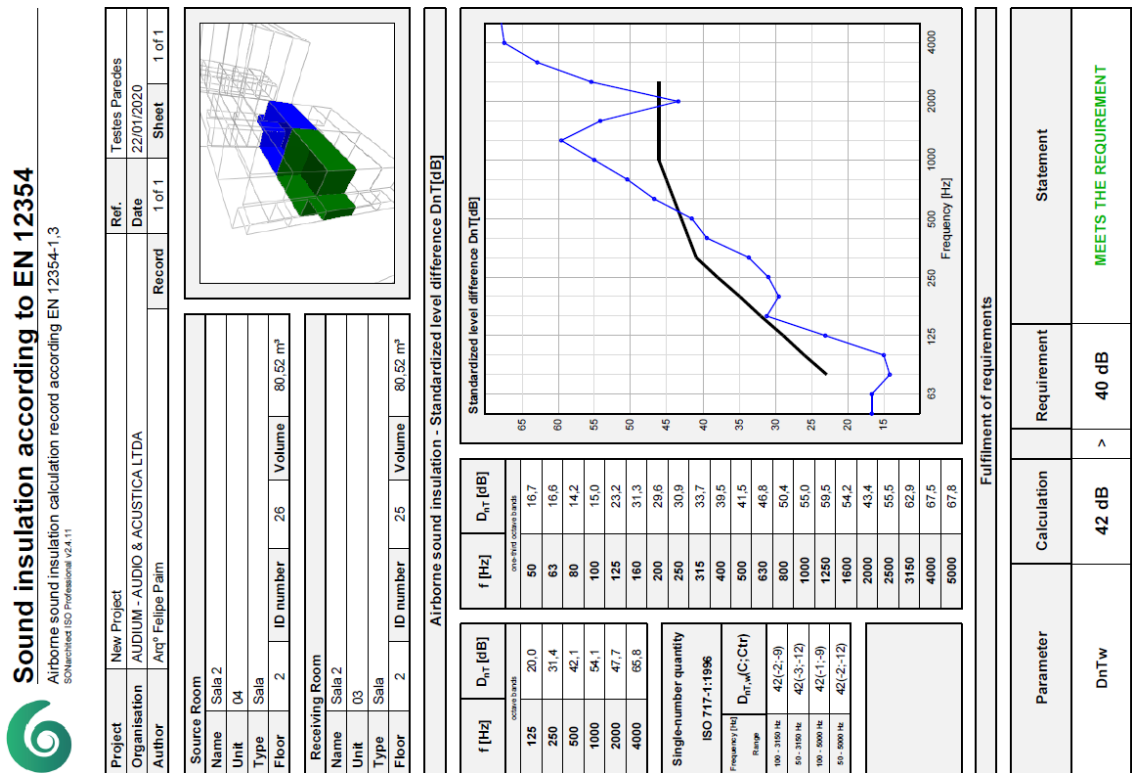 Sound insulation according to EN 12354
Airborne sound insulation calculation record according EN 12354-1,3
SONarchitect ISO Professional v2.4.11
Project New Project Ref. Testes Paredes
Organisation AUDIUM - AUDIO & ACUSTICA LTDA Date 22/01/2020
Author Arqº Felipe Paim Record 1 of 1 Sheet 1 of 1
Source Room
Name Sala 2
Unit 04
Type Sala
Floor 2 ID number 26 Volume 80,52 m³
Receiving Room
Name Sala 2
Unit 03
Type Sala
Floor 2 ID number 25 Volume 80,52 m³
Airborne sound insulation - Standardized level difference DnT[dB]
f [Hz] DnT [dB]
octave bands
125 20,0
250 31,4
500 42,1
1000 54,1
2000 47,7
4000 65,8
Single-number quantity
ISO 717-1:1996
Frequency [Hz] Range DnT,w(C;Ctr)
100 - 3150 Hz 42(-2;-9)
50 - 3150 Hz 42(-3;-12)
100 - 5000 Hz 42(-1;-9)
50 - 5000 Hz 42(-2;-12)
f [Hz] DnT [dB]
one-third octave bands
50 16,7
63 16,6
80 14,2
100 15,0
125 23,2
160 31,3
200 29,6
250 30,9
315 33,7
400 39,5
500 41,5
630 46,8
800 50,4
1000 55,0
1250 59,5
1600 54,2
2000 43,4
2500 55,5
3150 62,9
4000 67,5
5000 67,8
Standardized level difference DnT[dB]
65
60
55
50
45
40
35
30
25
20
15
63 125 250 500 1000 2000 4000
Frequency [Hz]
Fulfilment of requirements
Parameter Calculation Requirement Statement
DnTw 42 dB > 40 dB MEETS THE REQUIREMENT